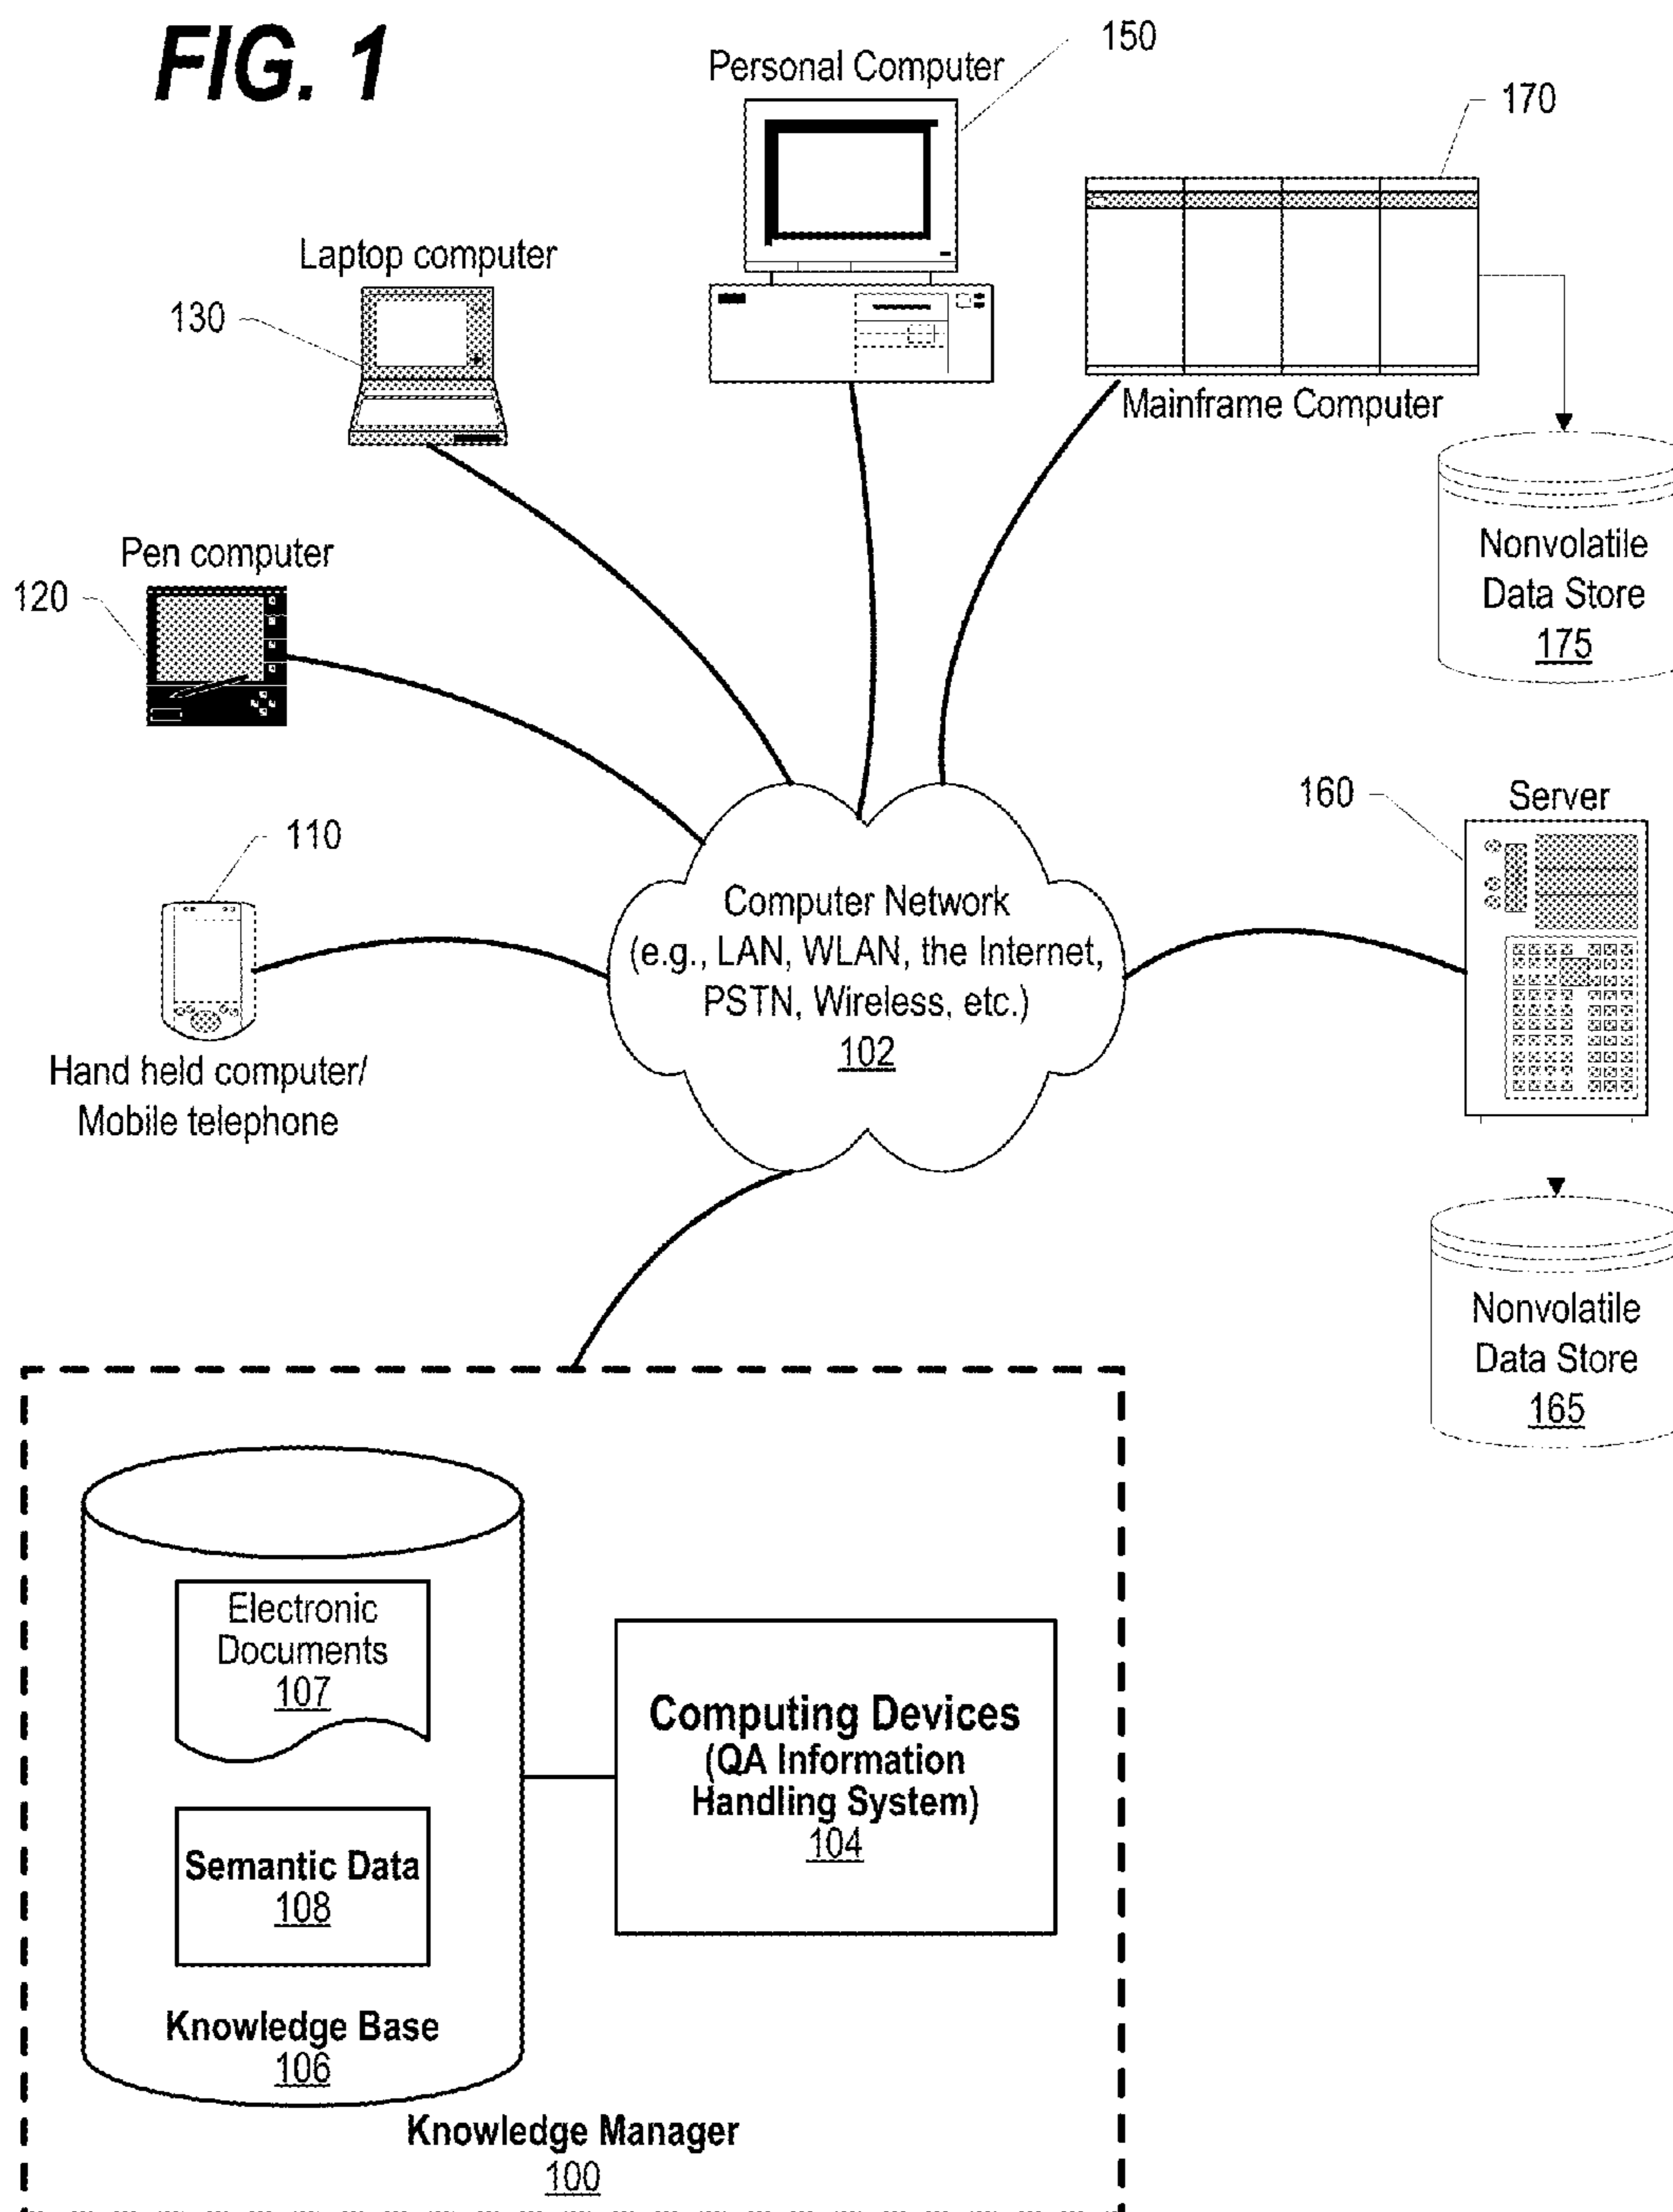 FIG. 1
Personal Computer
150
170
Laptop computer
130
Mainframe Computer
Nonvolatile
Data Store
175
Pen computer
120
160
Server
110
Hand held computer/
Mobile telephone
Computer Network
(e.g., LAN, WLAN, the Internet,
PSTN, Wireless, etc.)
102
Nonvolatile
Data Store
165
Electronic
Documents
107
Semantic Data
108
Knowledge Base
106
Computing Devices
(QA Information
Handling System)
104
Knowledge Manager
100